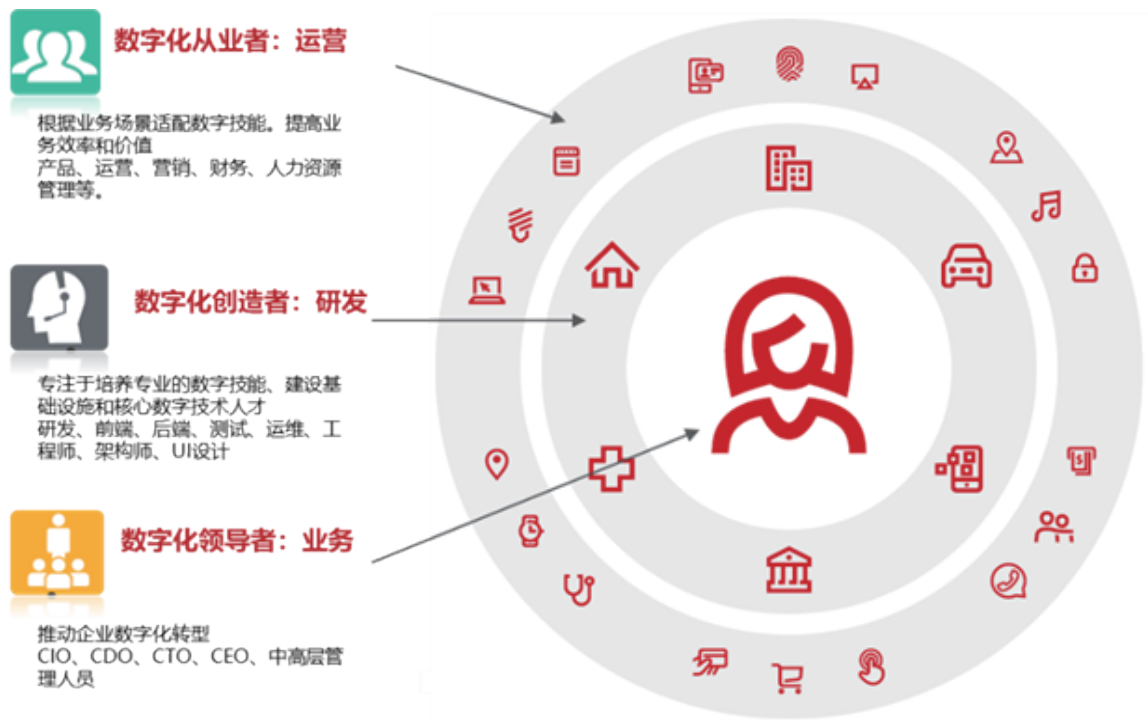 数字化从业者：运营
根据业务场景适配数字技能。提高业
务效率和价值
产品、运营、营销、财务、人力资源
管理等。
数字化创造者：研发
专注于培养专业的数字技能、建设基
础设施和核心数字技术人才
研发、前端、后端、测试、运维、工
程师、架构师、UI设计
数字化领导者：业务
推动企业数字化转型
CIO、CDO、CTO、CEO、中高层管
理人员